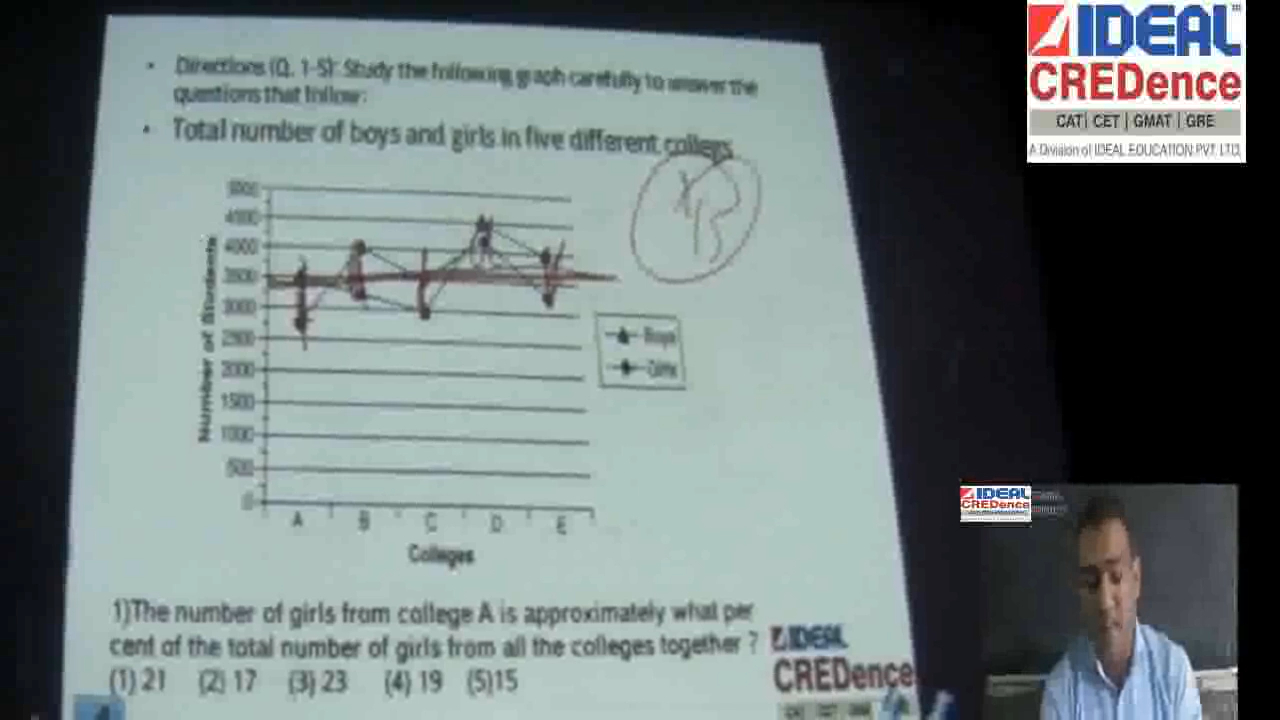 IDEAL
CREDence
CAT | CET | GMAT | GRE
A Division of IDEAL EDUCATION PVT. LTD.
• Directions (Q. 1-5): Study the following graph carefully to answer the
questions that follow:
• Total number of boys and girls in five different collegs
5000
4500
4000
3500
3000
2500
2000
1500
1000
500
0
Number of Students
A B C D E
Colleges
Boys
Girls
1)The number of girls from college A is approximately what per
cent of the total number of girls from all the colleges together ?
(1) 21 (2) 17 (3) 23 (4) 19 (5)15
IDEAL
CREDence
IDEAL
CREDence